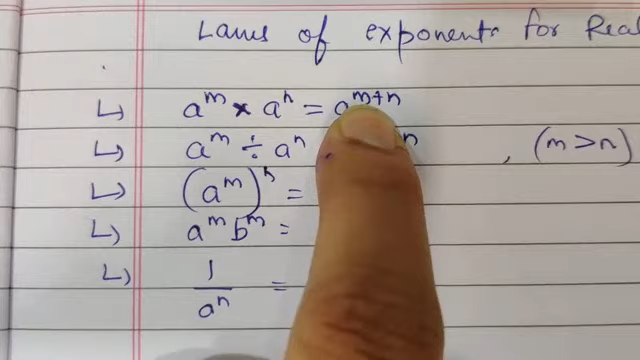 Laws of exponents for Real
↳ a^m × a^n = a^{m+n}
↳ a^m ÷ a^n n , (m > n)
↳ (a^m)^n =
↳ a^m b^m =
↳ 1/a^n =